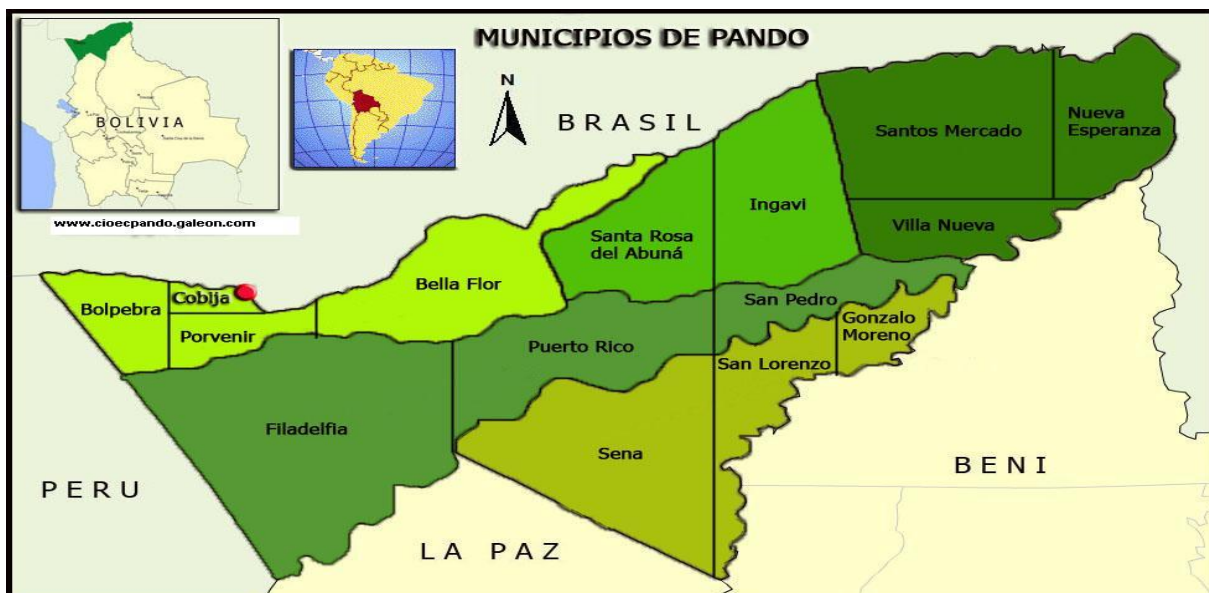 MUNICIPIOS DE PANDO
BOLIVIA
www.cioecpando.galeon.com
N
BRASIL
Santos Mercado
Nueva
Esperanza
Villa Nueva
Ingavi
Santa Rosa
del Abuná
Bella Flor
Bolpebra
Cobija
Porvenir
San Pedro
Gonzalo
Moreno
Puerto Rico
San Lorenzo
Filadelfia
Sena
PERU
LA PAZ
BENI